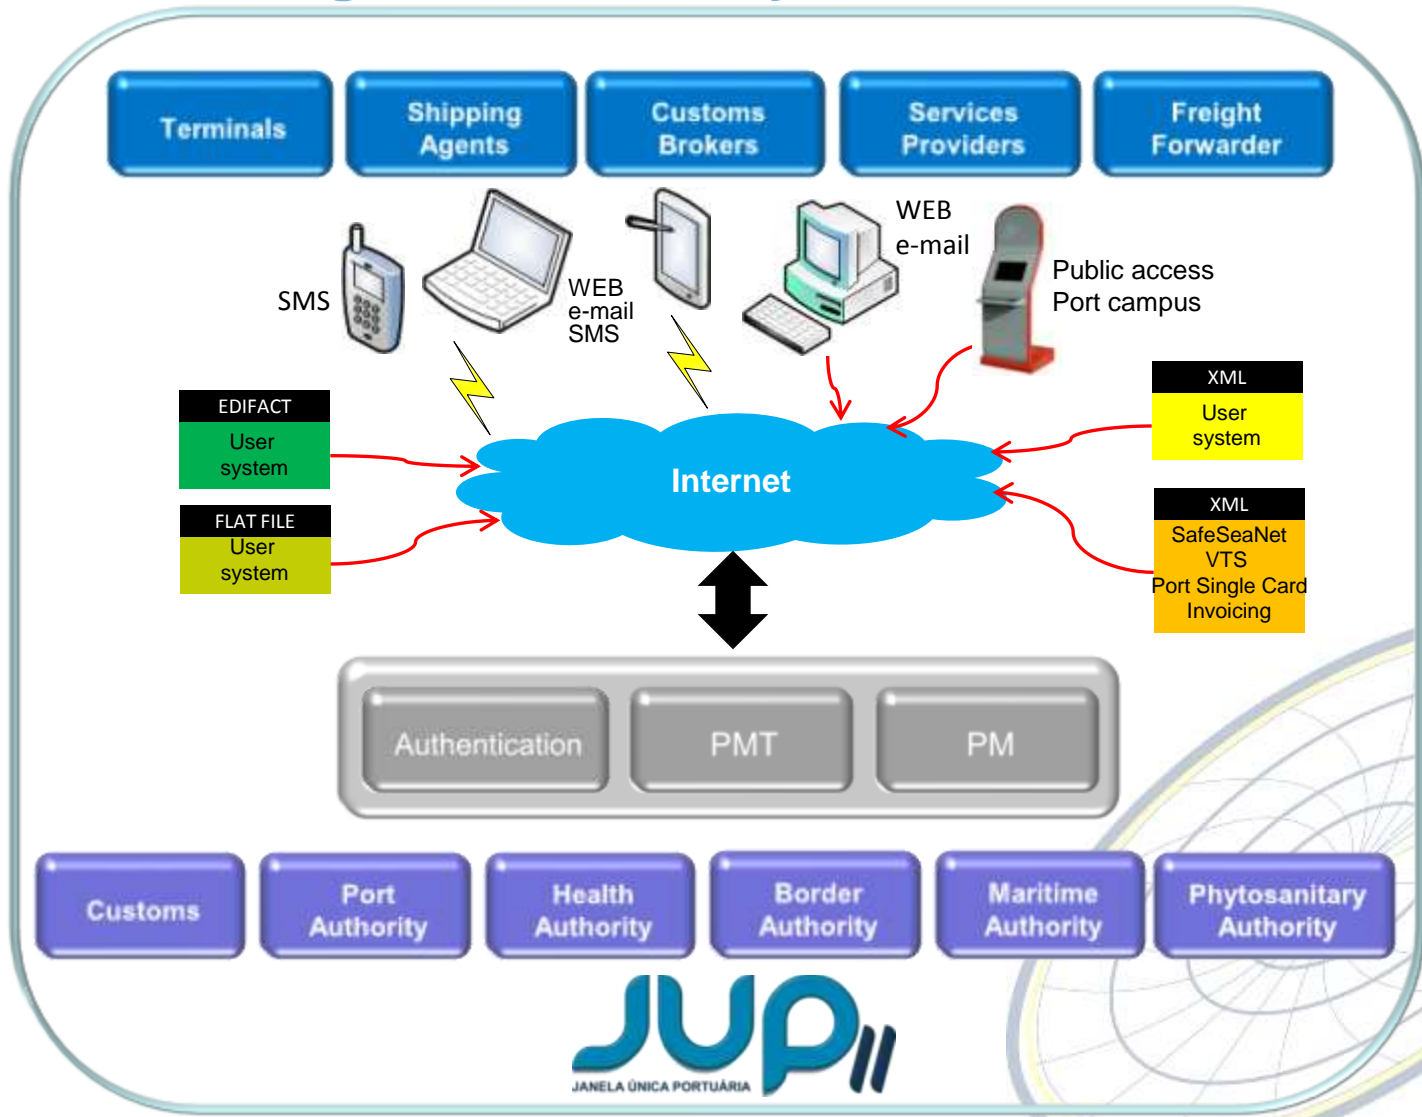 Terminals
Shipping
Agents
Customs
Brokers
Services
Providers
Freight
Forwarder
SMS
WEB
e-mail
SMS
WEB
e-mail
Public access
Port campus
EDIFACT
User
system
FLAT FILE
User
system
Internet
XML
User
system
XML
SafeSeaNet
VTS
Port Single Card
Invoicing
Authentication
PMT
PM
Customs
Port
Authority
Health
Authority
Border
Authority
Maritime
Authority
Phytosanitary
Authority
JUP II
JANELA ÚNICA PORTUÁRIA